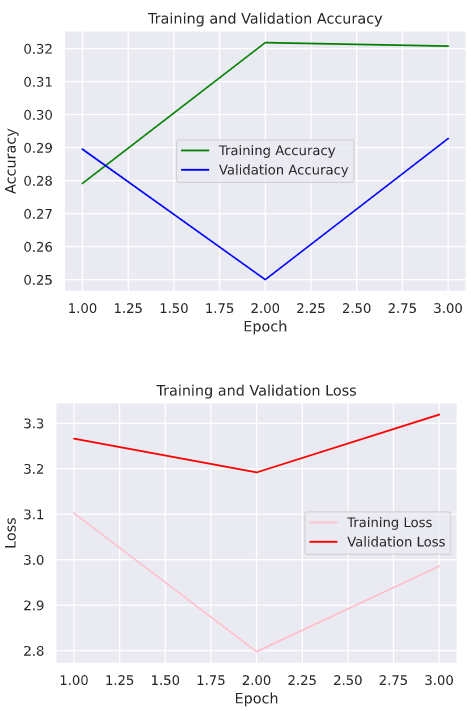 Training and Validation Accuracy
0.32
0.31
0.30
0.29
0.28
0.27
0.26
0.25
Accuracy
Training Accuracy
Validation Accuracy
1.00 1.25 1.50 1.75 2.00 2.25 2.50 2.75 3.00
Epoch
Training and Validation Loss
3.3
3.2
3.1
3.0
2.9
2.8
Loss
Training Loss
Validation Loss
1.00 1.25 1.50 1.75 2.00 2.25 2.50 2.75 3.00
Epoch